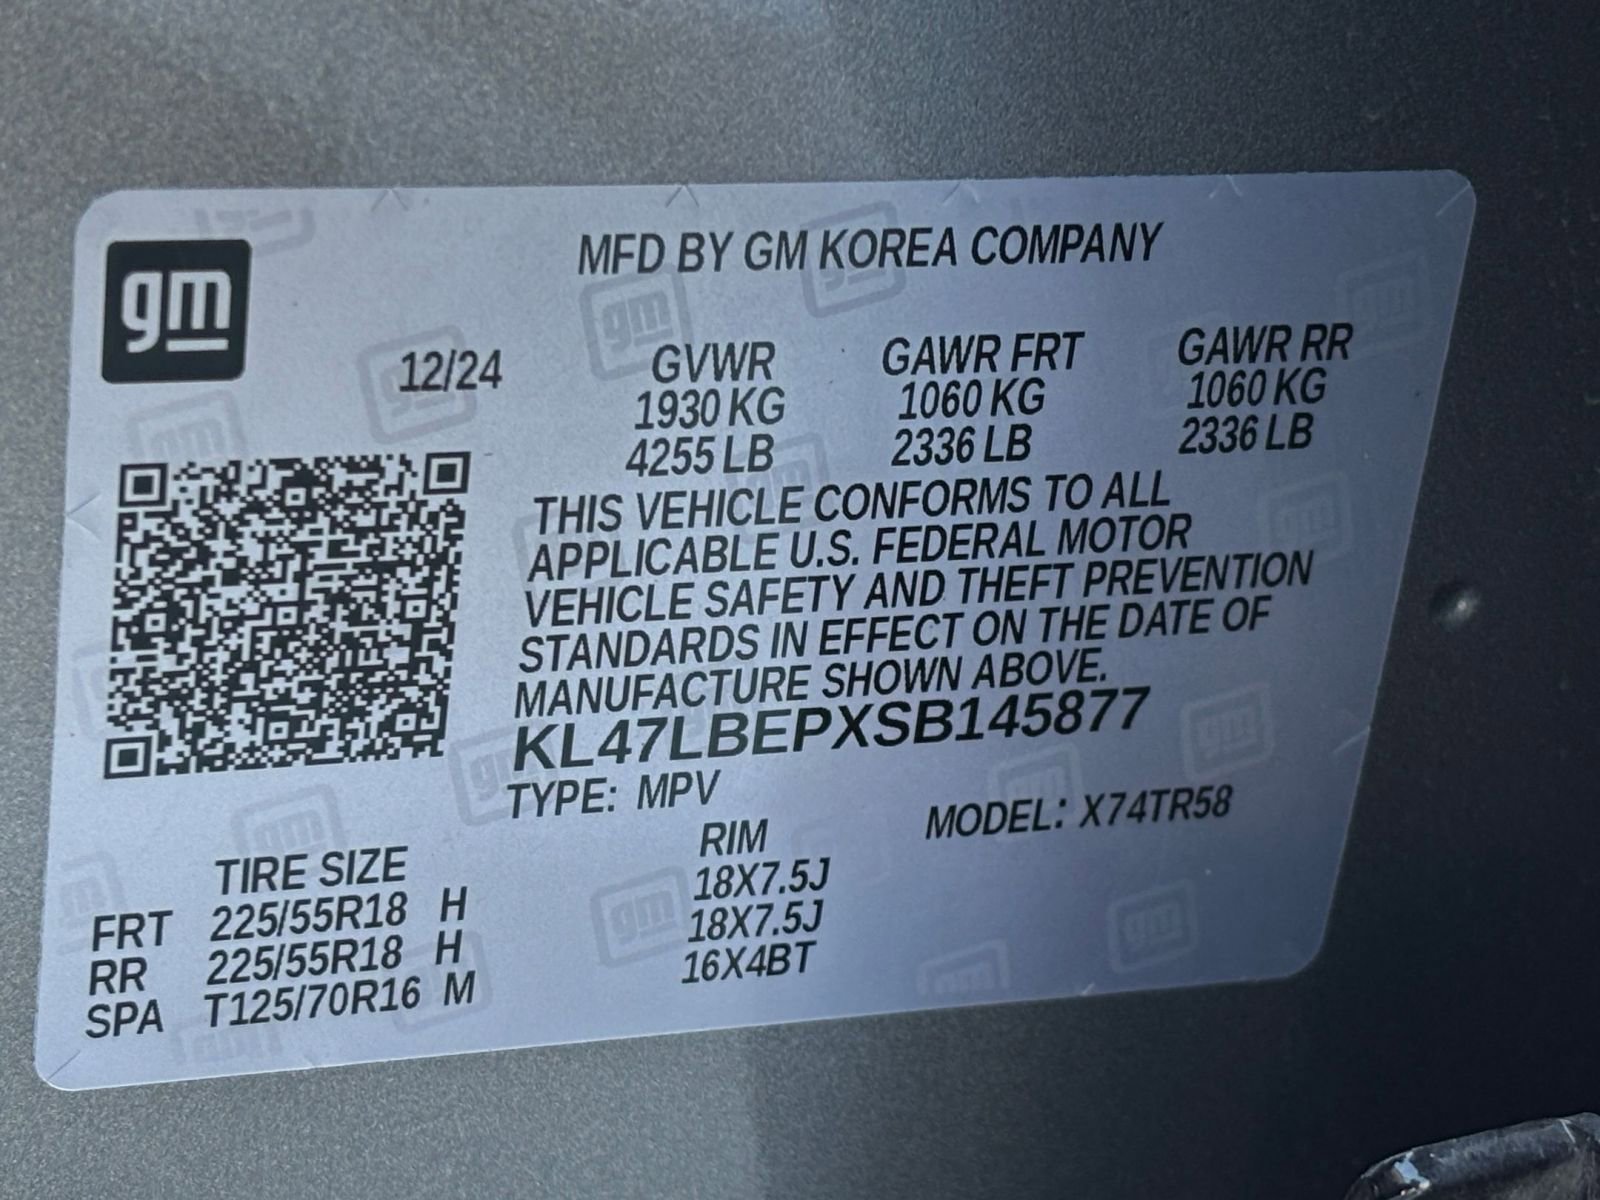 gm
MFD BY GM KOREA COMPANY
12/24 GVWR GAWR FRT GAWR RR
1930 KG 1060 KG 1060 KG
4255 LB 2336 LB 2336 LB
THIS VEHICLE CONFORMS TO ALL
APPLICABLE U.S. FEDERAL MOTOR
VEHICLE SAFETY AND THEFT PREVENTION
STANDARDS IN EFFECT ON THE DATE OF
MANUFACTURE SHOWN ABOVE.
KL47LBEPXSB145877
TYPE: MPV MODEL: X74TR58
TIRE SIZE RIM
FRT 225/55R18 H 18X7.5J
RR 225/55R18 H 18X7.5J
SPA T125/70R16 M 16X4BT